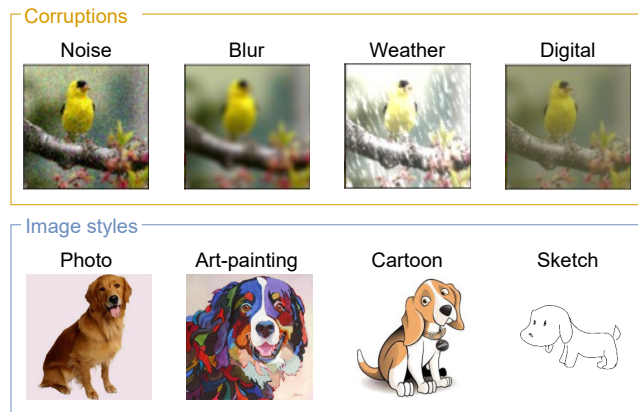 Corruptions
Noise Blur Weather Digital
Image styles
Photo Art-painting Cartoon Sketch